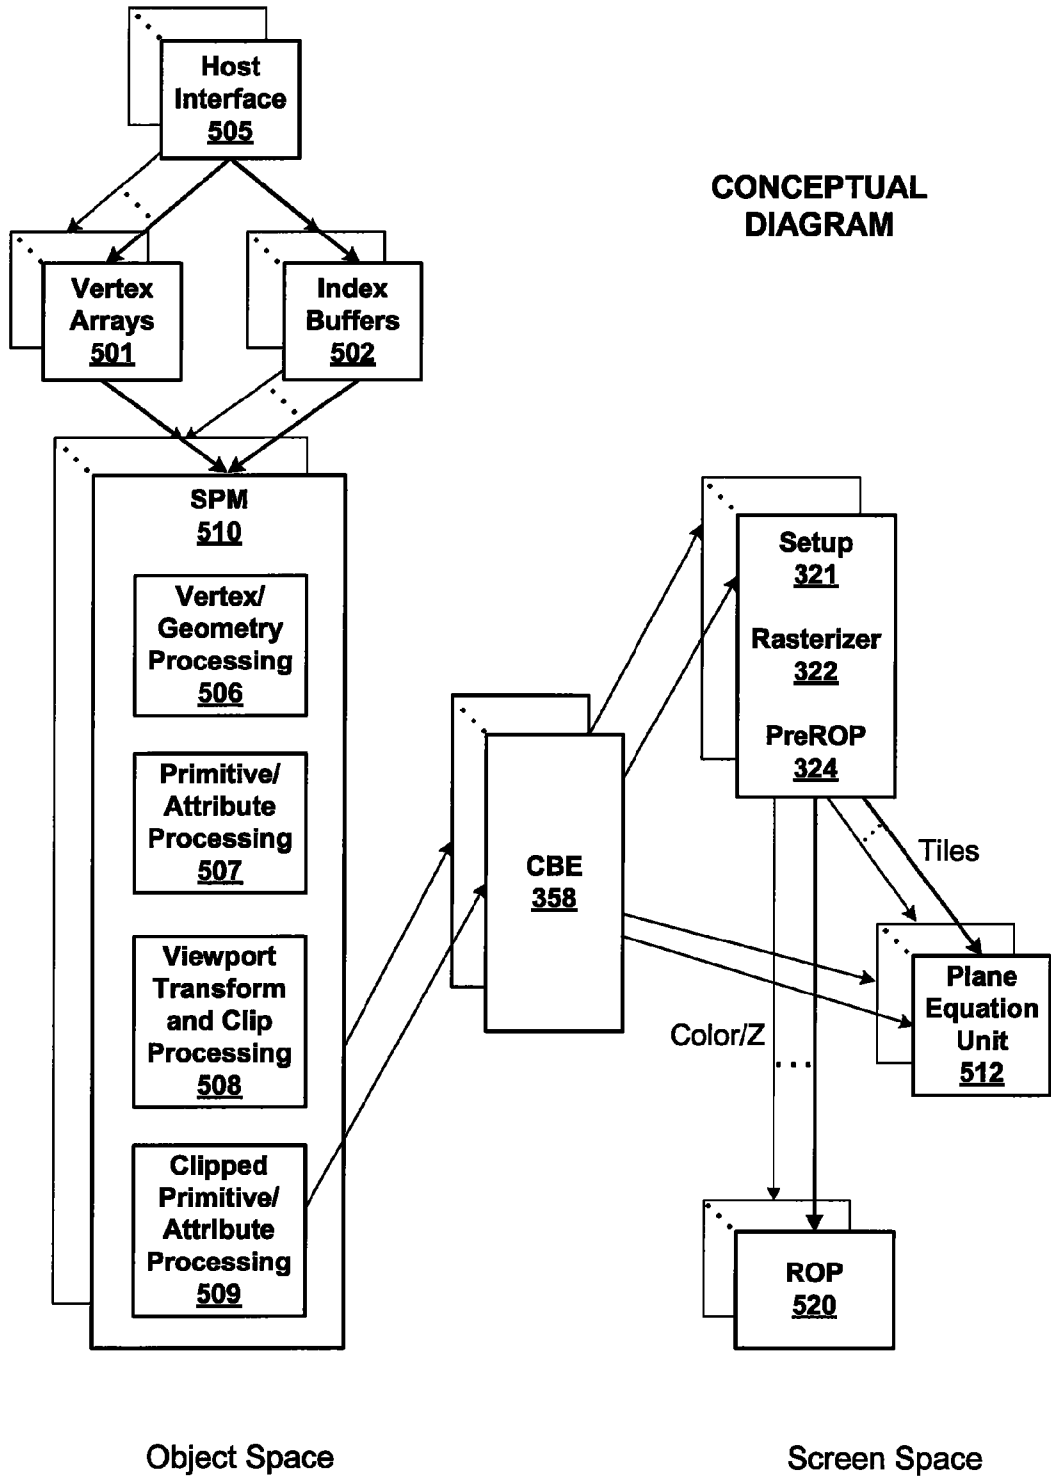 Host
Interface
505
CONCEPTUAL
DIAGRAM
Vertex
Arrays
501
Index
Buffers
502
SPM
510
Vertex/
Geometry
Processing
506
Primitive/
Attribute
Processing
507
Viewport
Transform
and Clip
Processing
508
Clipped
Primitive/
Attribute
Processing
509
CBE
358
Setup
321
Rasterizer
322
PreROP
324
Tiles
Plane
Equation
Unit
512
Color/Z
ROP
520
Object Space
Screen Space